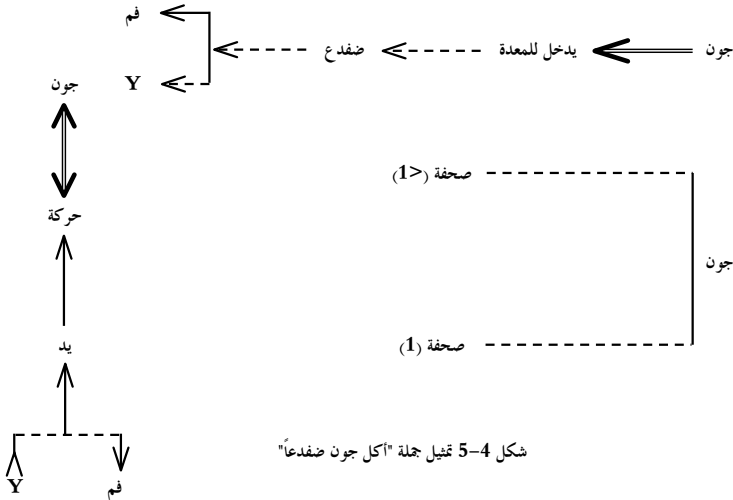 جون يدخل للمعدة ضفدع فم
Y
جون
حركة
يد
Y فم
صحفة (<1)
جون
صحفة (1)
شكل 4-5 تمثيل جملة "أكل جون ضفدعاً"